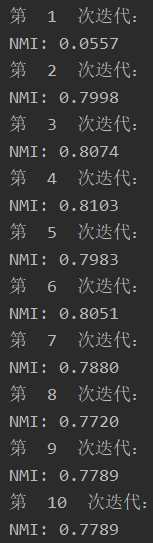 第  1  次迭代：
NMI: 0.0557
第  2  次迭代：
NMI: 0.7998
第  3  次迭代：
NMI: 0.8074
第  4  次迭代：
NMI: 0.8103
第  5  次迭代：
NMI: 0.7983
第  6  次迭代：
NMI: 0.8051
第  7  次迭代：
NMI: 0.7880
第  8  次迭代：
NMI: 0.7720
第  9  次迭代：
NMI: 0.7789
第  10  次迭代：
NMI: 0.7789